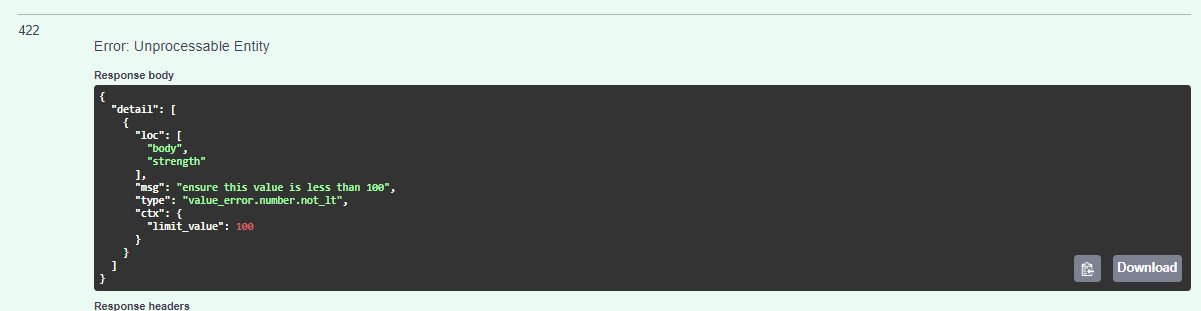 422
Error: Unprocessable Entity
Response body
{
  "detail": [
    {
      "loc": [
        "body",
        "strength"
      ],
      "msg": "ensure this value is less than 100",
      "type": "value_error.number.not_lt",
      "ctx": {
        "limit_value": 100
      }
    }
  ]
}
Download
Response headers